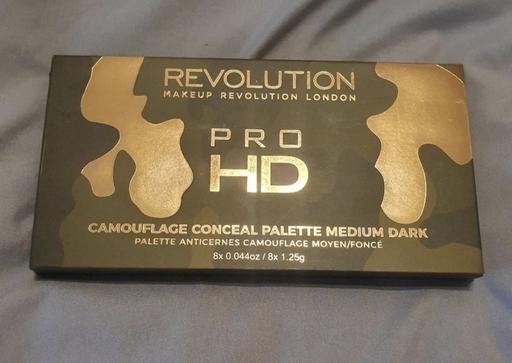 REVOLUTION
MAKEUP REVOLUTION LONDON
PRO
HD
CAMOUFLAGE CONCEAL PALETTE MEDIUM DARK
PALETTE ANTICERNES CAMOUFLAGE MOYEN/FONCÉ
8x 0.044oz / 8x 1.25g